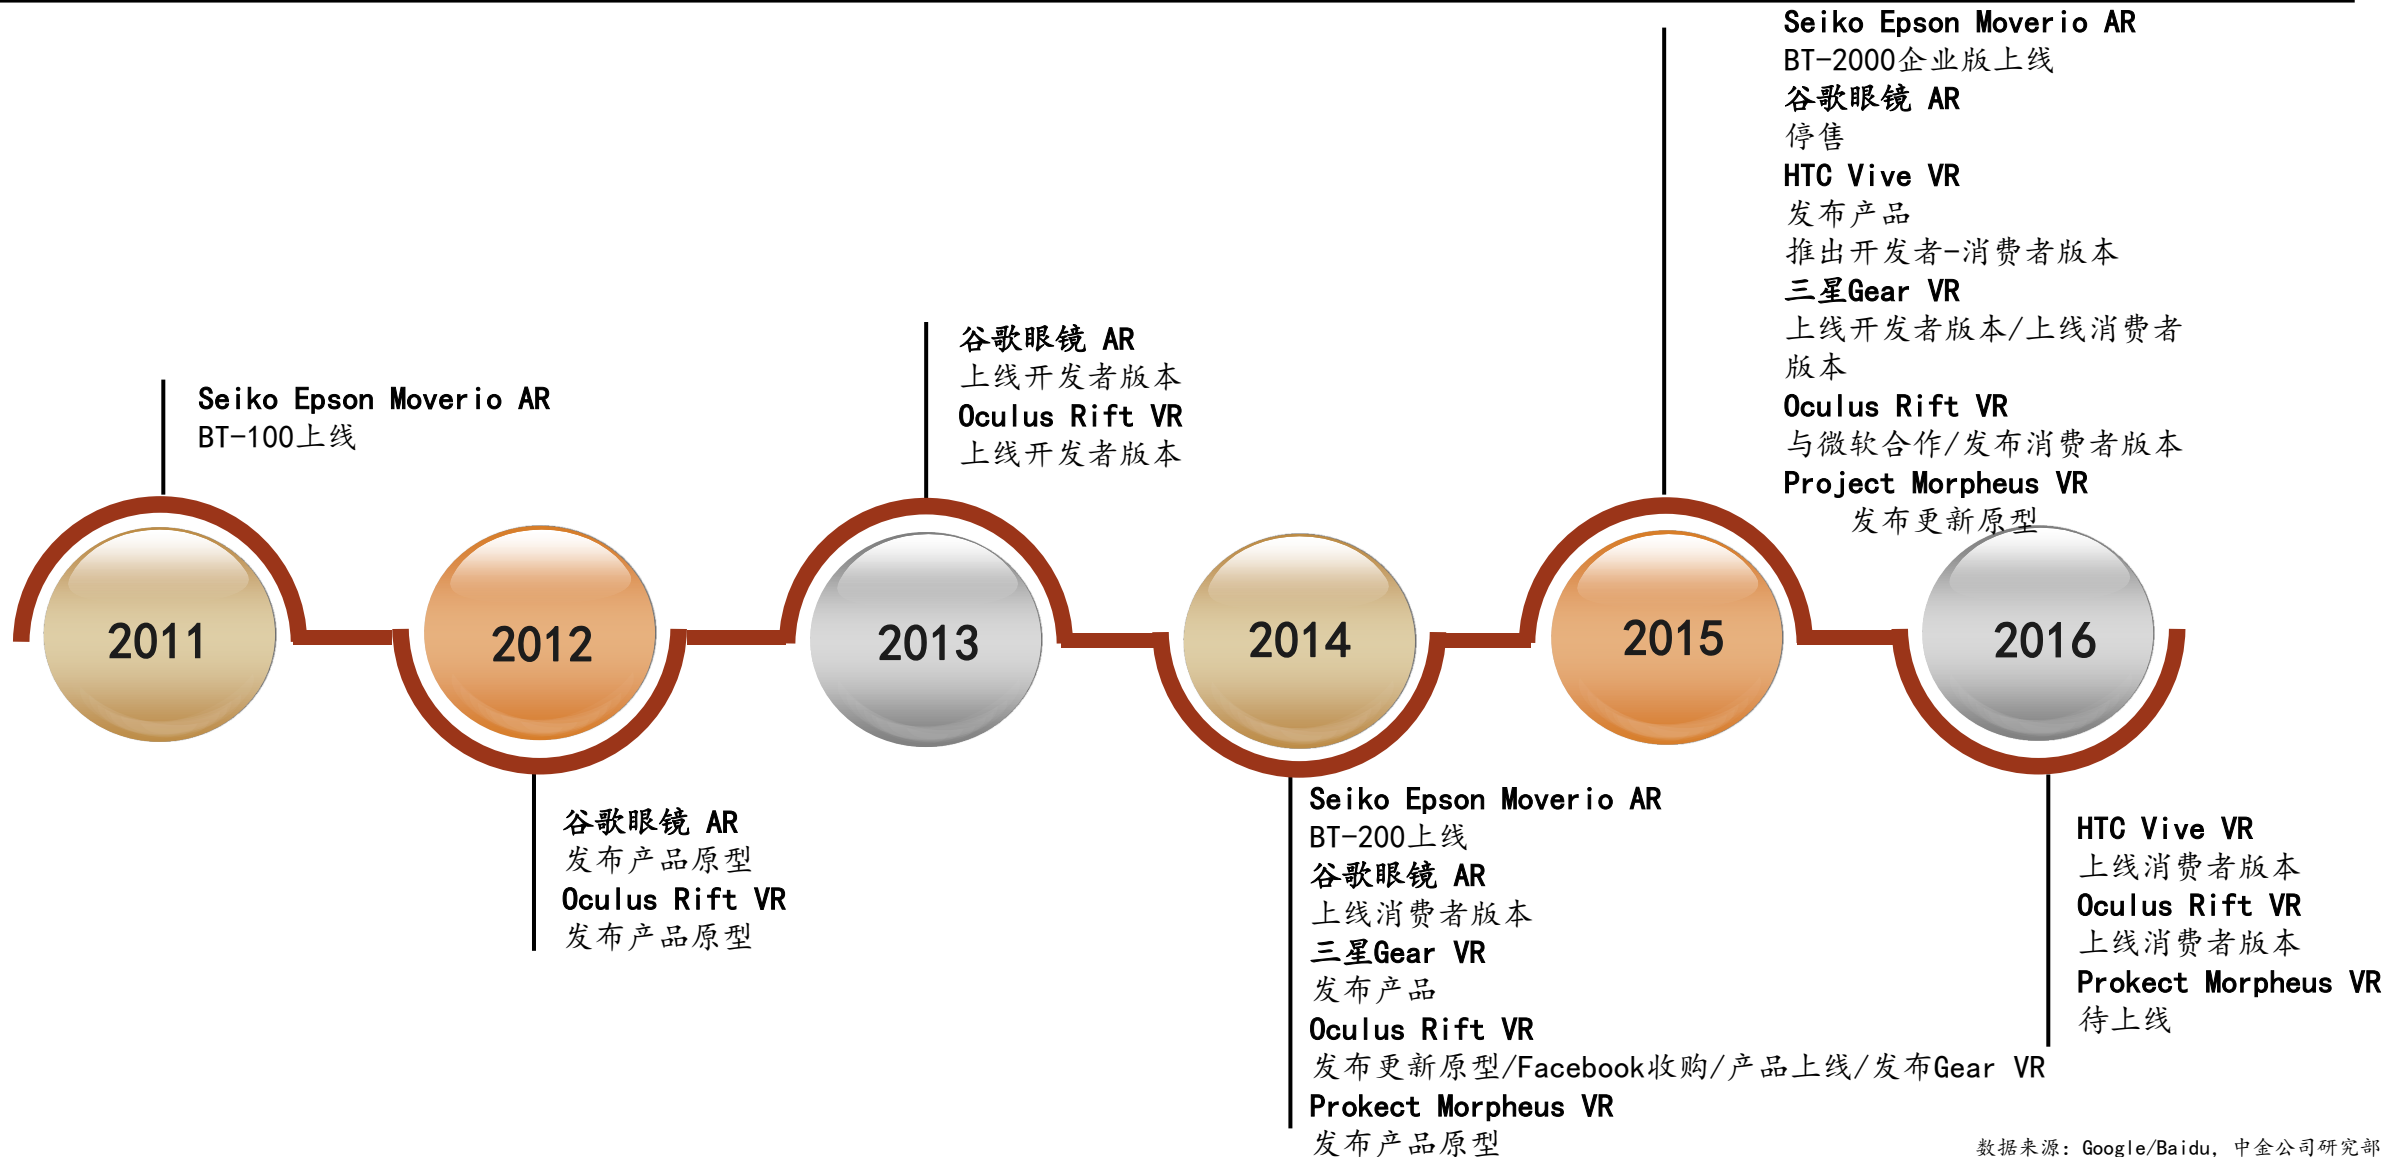 Seiko Epson Moverio AR
BT-100上线
2011
2012
谷歌眼镜 AR
发布产品原型
Oculus Rift VR
发布产品原型
谷歌眼镜 AR
上线开发者版本
Oculus Rift VR
上线开发者版本
2013
2014
Seiko Epson Moverio AR
BT-200上线
谷歌眼镜 AR
上线消费者版本
三星Gear VR
发布产品
Oculus Rift VR
发布更新原型/Facebook收购/产品上线/发布Gear VR
Prokect Morpheus VR
发布产品原型
Seiko Epson Moverio AR
BT-2000企业版上线
谷歌眼镜 AR
停售
HTC Vive VR
发布产品
推出开发者-消费者版本
三星Gear VR
上线开发者版本/上线消费者
版本
Oculus Rift VR
与微软合作/发布消费者版本
Project Morpheus VR
发布更新原型
2015
2016
HTC Vive VR
上线消费者版本
Oculus Rift VR
上线消费者版本
Prokect Morpheus VR
待上线
数据来源: Google/Baidu, 中金公司研究部